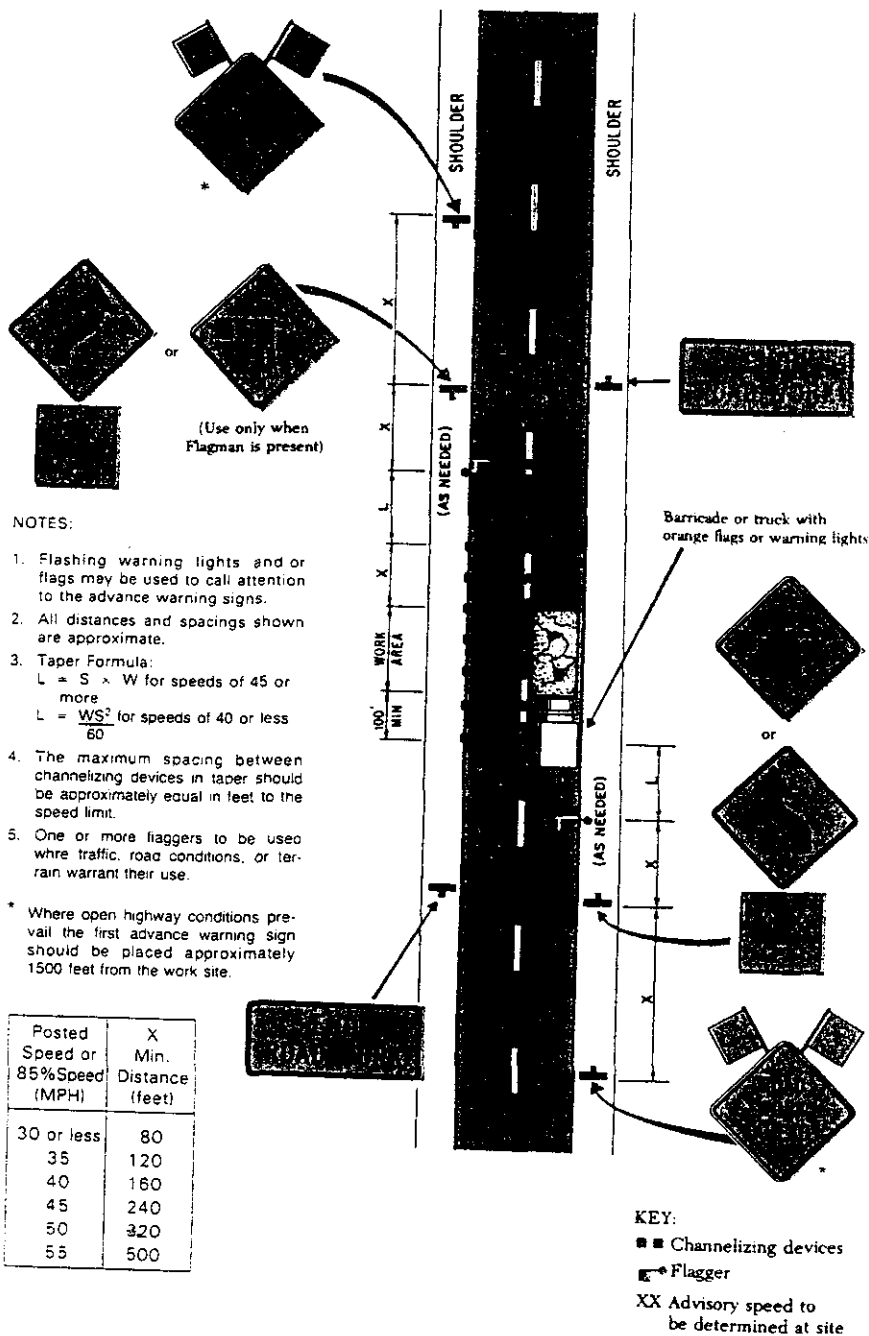 SHOULDER
SHOULDER
*
X
or
(Use only when
Flagman is present)
X
(AS NEEDED)
L
X
WORK
AREA
100'
MIN
Barricade or truck with
orange flags or warning lights
or
L
(AS NEEDED)
X
X
*
NOTES:
1. Flashing warning lights and or
flags may be used to call attention
to the advance warning signs.
2. All distances and spacings shown
are approximate.
3. Taper Formula:
L = S × W for speeds of 45 or
more
L = WS²
60
for speeds of 40 or less
4. The maximum spacing between
channelizing devices in taper should
be approximately equal in feet to the
speed limit.
5. One or more flaggers to be used
whre traffic, road conditions, or ter-
rain warrant their use.
* Where open highway conditions pre-
vail the first advance warning sign
should be placed approximately
1500 feet from the work site.
Posted
Speed or
85%Speed
(MPH)
X
Min.
Distance
(feet)
30 or less 80
35 120
40 160
45 240
50 320
55 500
KEY:
Channelizing devices
Flagger
XX Advisory speed to
be determined at site